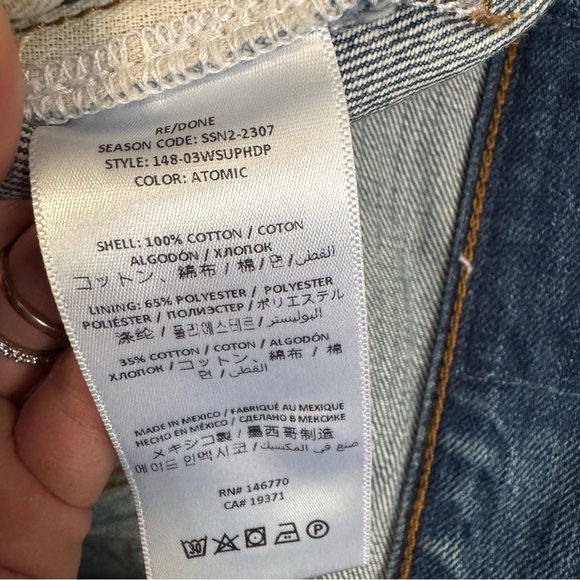 RE/DONE
SEASON CODE: SSN2-2307
STYLE: 148-03WSUPHDP
COLOR: ATOMIC
SHELL: 100% COTTON / COTON
ALGODÓN / ХЛОПОК
コットン、綿布 / 棉 / 면 / القطن
LINING: 65% POLYESTER / POLYESTER
POLIÉSTER / ПОЛИЭСТЕР / ポリエステル
涤纶 / 폴리에스테르 / البوليستر
35% COTTON / COTON / ALGODÓN
ХЛОПОК / コットン、綿布 / 棉
면 / القطن
MADE IN MEXICO / FABRIQUÉ AU MEXIQUE
HECHO EN MÉXICO / СДЕЛАНО В МЕКСИКЕ
メキシコ製 / 墨西哥制造
메이드 인멕시코 / صنع في المكسيك
RN# 146770
CA# 19371
30 P